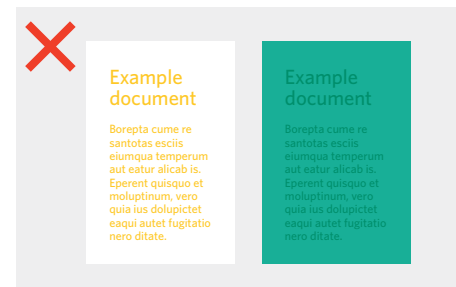 Example
document
Borepta cume re
santotas esciis
eiumqua temperum
aut eatur alicab is.
Eperent quisquo et
moluptinum, vero
quia ius dolupictet
eaqui autet fugitatio
nero ditate.
Example
document
Borepta cume re
santotas esciis
eiumqua temperum
aut eatur alicab is.
Eperent quisquo et
moluptinum, vero
quia ius dolupictet
eaqui autet fugitatio
nero ditate.